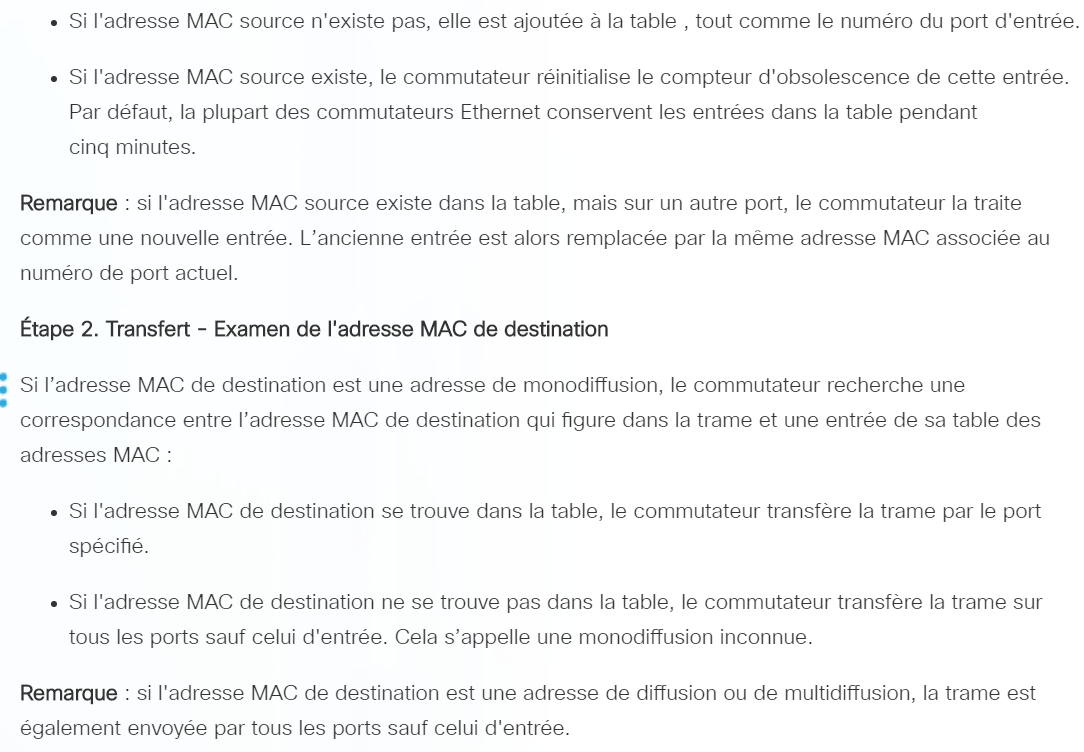 • Si l'adresse MAC source n'existe pas, elle est ajoutée à la table , tout comme le numéro du port d'entrée.
• Si l'adresse MAC source existe, le commutateur réinitialise le compteur d'obsolescence de cette entrée.
Par défaut, la plupart des commutateurs Ethernet conservent les entrées dans la table pendant
cinq minutes.
Remarque : si l'adresse MAC source existe dans la table, mais sur un autre port, le commutateur la traite
comme une nouvelle entrée. L’ancienne entrée est alors remplacée par la même adresse MAC associée au
numéro de port actuel.
Étape 2. Transfert - Examen de l'adresse MAC de destination
Si l’adresse MAC de destination est une adresse de monodiffusion, le commutateur recherche une
correspondance entre l’adresse MAC de destination qui figure dans la trame et une entrée de sa table des
adresses MAC :
• Si l'adresse MAC de destination se trouve dans la table, le commutateur transfère la trame par le port
spécifié.
• Si l'adresse MAC de destination ne se trouve pas dans la table, le commutateur transfère la trame sur
tous les ports sauf celui d'entrée. Cela s’appelle une monodiffusion inconnue.
Remarque : si l'adresse MAC de destination est une adresse de diffusion ou de multidiffusion, la trame est
également envoyée par tous les ports sauf celui d'entrée.